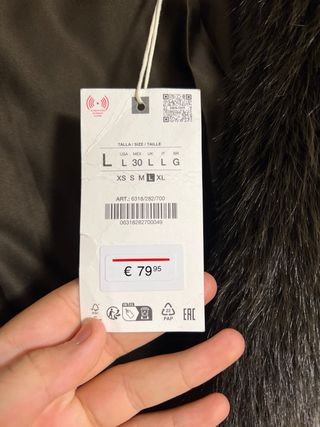 TALLA / SIZE / TAILLE
USA MEX UK IT BR
L L 30 L L G
XS S M L XL
ART.: 6318/282/700
06318282700049
€ 79 95
PAP
EAC